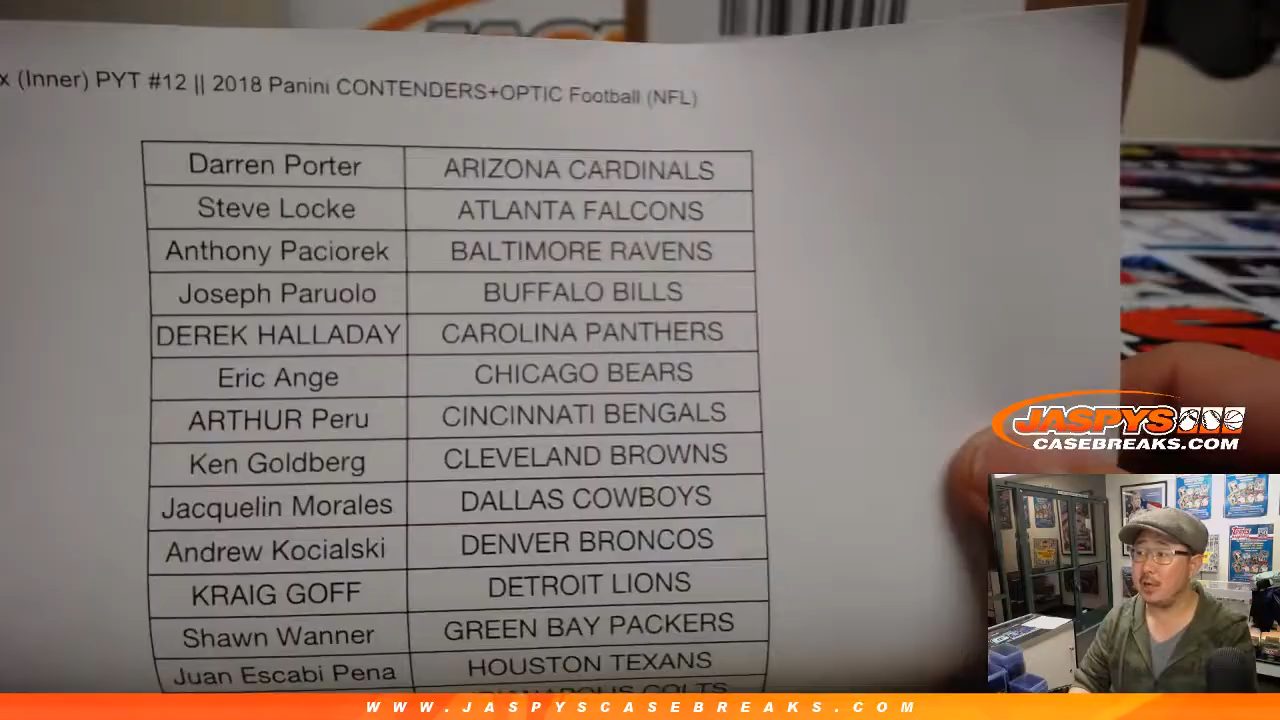 x (Inner) PYT #12 || 2018 Panini CONTENDERS+OPTIC Football (NFL)
Darren Porter ARIZONA CARDINALS
Steve Locke ATLANTA FALCONS
Anthony Paciorek BALTIMORE RAVENS
Joseph Paruolo BUFFALO BILLS
DEREK HALLADAY CAROLINA PANTHERS
Eric Ange CHICAGO BEARS
ARTHUR Peru CINCINNATI BENGALS
Ken Goldberg CLEVELAND BROWNS
Jacquelin Morales DALLAS COWBOYS
Andrew Kocialski DENVER BRONCOS
KRAIG GOFF DETROIT LIONS
Shawn Wanner GREEN BAY PACKERS
Juan Escabi Pena HOUSTON TEXANS
INDIANAPOLIS COLTS
JASPYS
CASEBREAKS.COM
WWW.JASPYSCASEBREAKS.COM